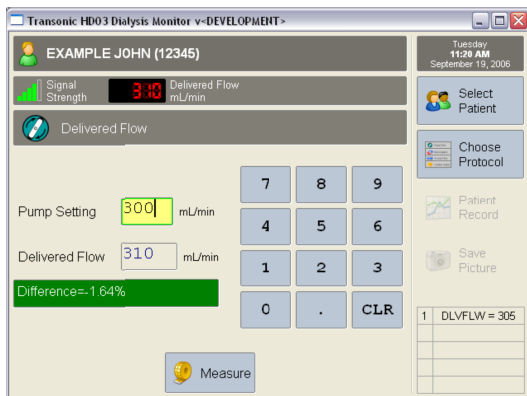 Transonic HD03 Dialysis Monitor v<DEVELOPMENT>
EXAMPLE JOHN (12345)
Tuesday
11:20 AM
September 19, 2006
Signal
Strength
310
Delivered Flow
mL/min
Select
Patient
Delivered Flow
Choose
Protocol
7 8 9
Pump Setting 300 mL/min
4 5 6
Patient
Record
Delivered Flow 310 mL/min
1 2 3
Save
Picture
Difference=-1.64%
0 . CLR
1 DLVFLW = 305
Measure